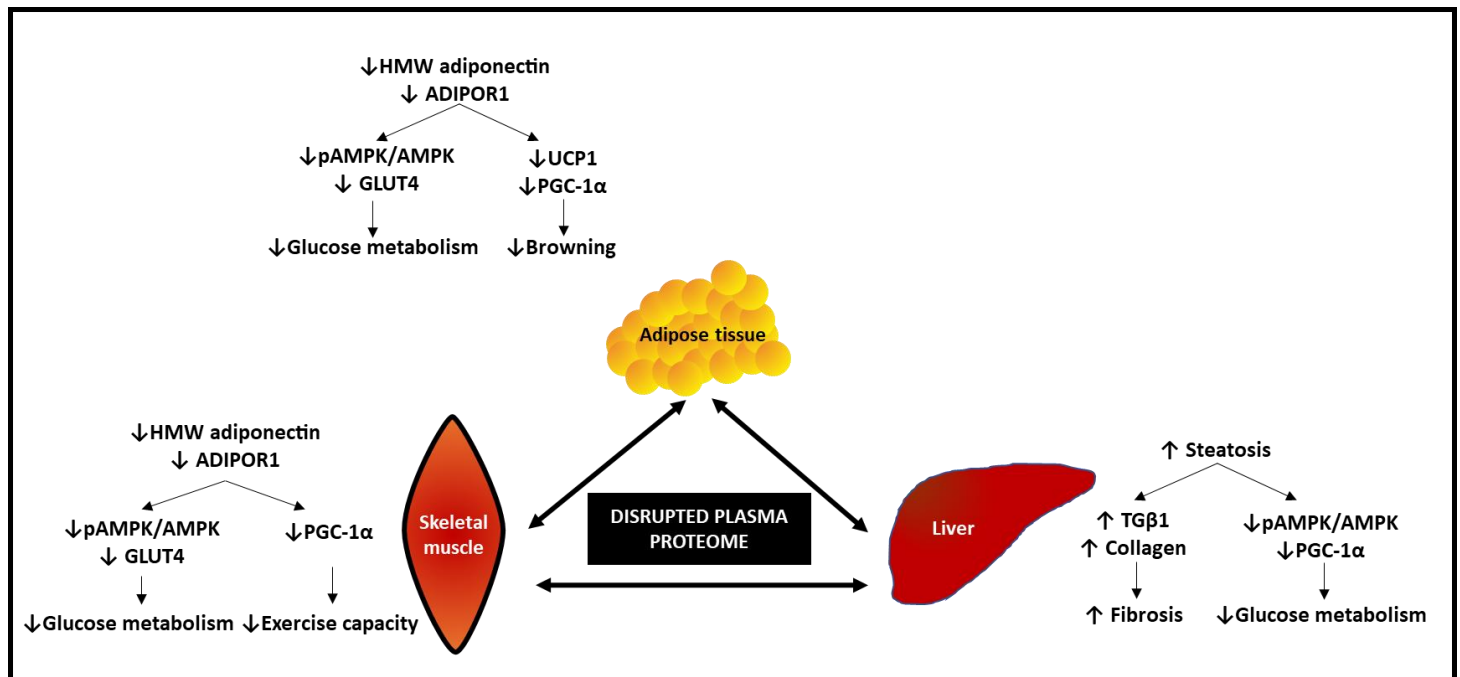 ↓HMW adiponectin
↓ ADIPOR1
↓pAMPK/AMPK
↓ GLUT4
↓Glucose metabolism
↓UCP1
↓PGC-1α
↓Browning
Adipose tissue
↓HMW adiponectin
↓ ADIPOR1
↓pAMPK/AMPK
↓ GLUT4
↓Glucose metabolism
↓PGC-1α
↓Exercise capacity
Skeletal
muscle
DISRUPTED PLASMA
PROTEOME
Liver
↑ Steatosis
↑ TGβ1
↑ Collagen
↑ Fibrosis
↓pAMPK/AMPK
↓PGC-1α
↓Glucose metabolism